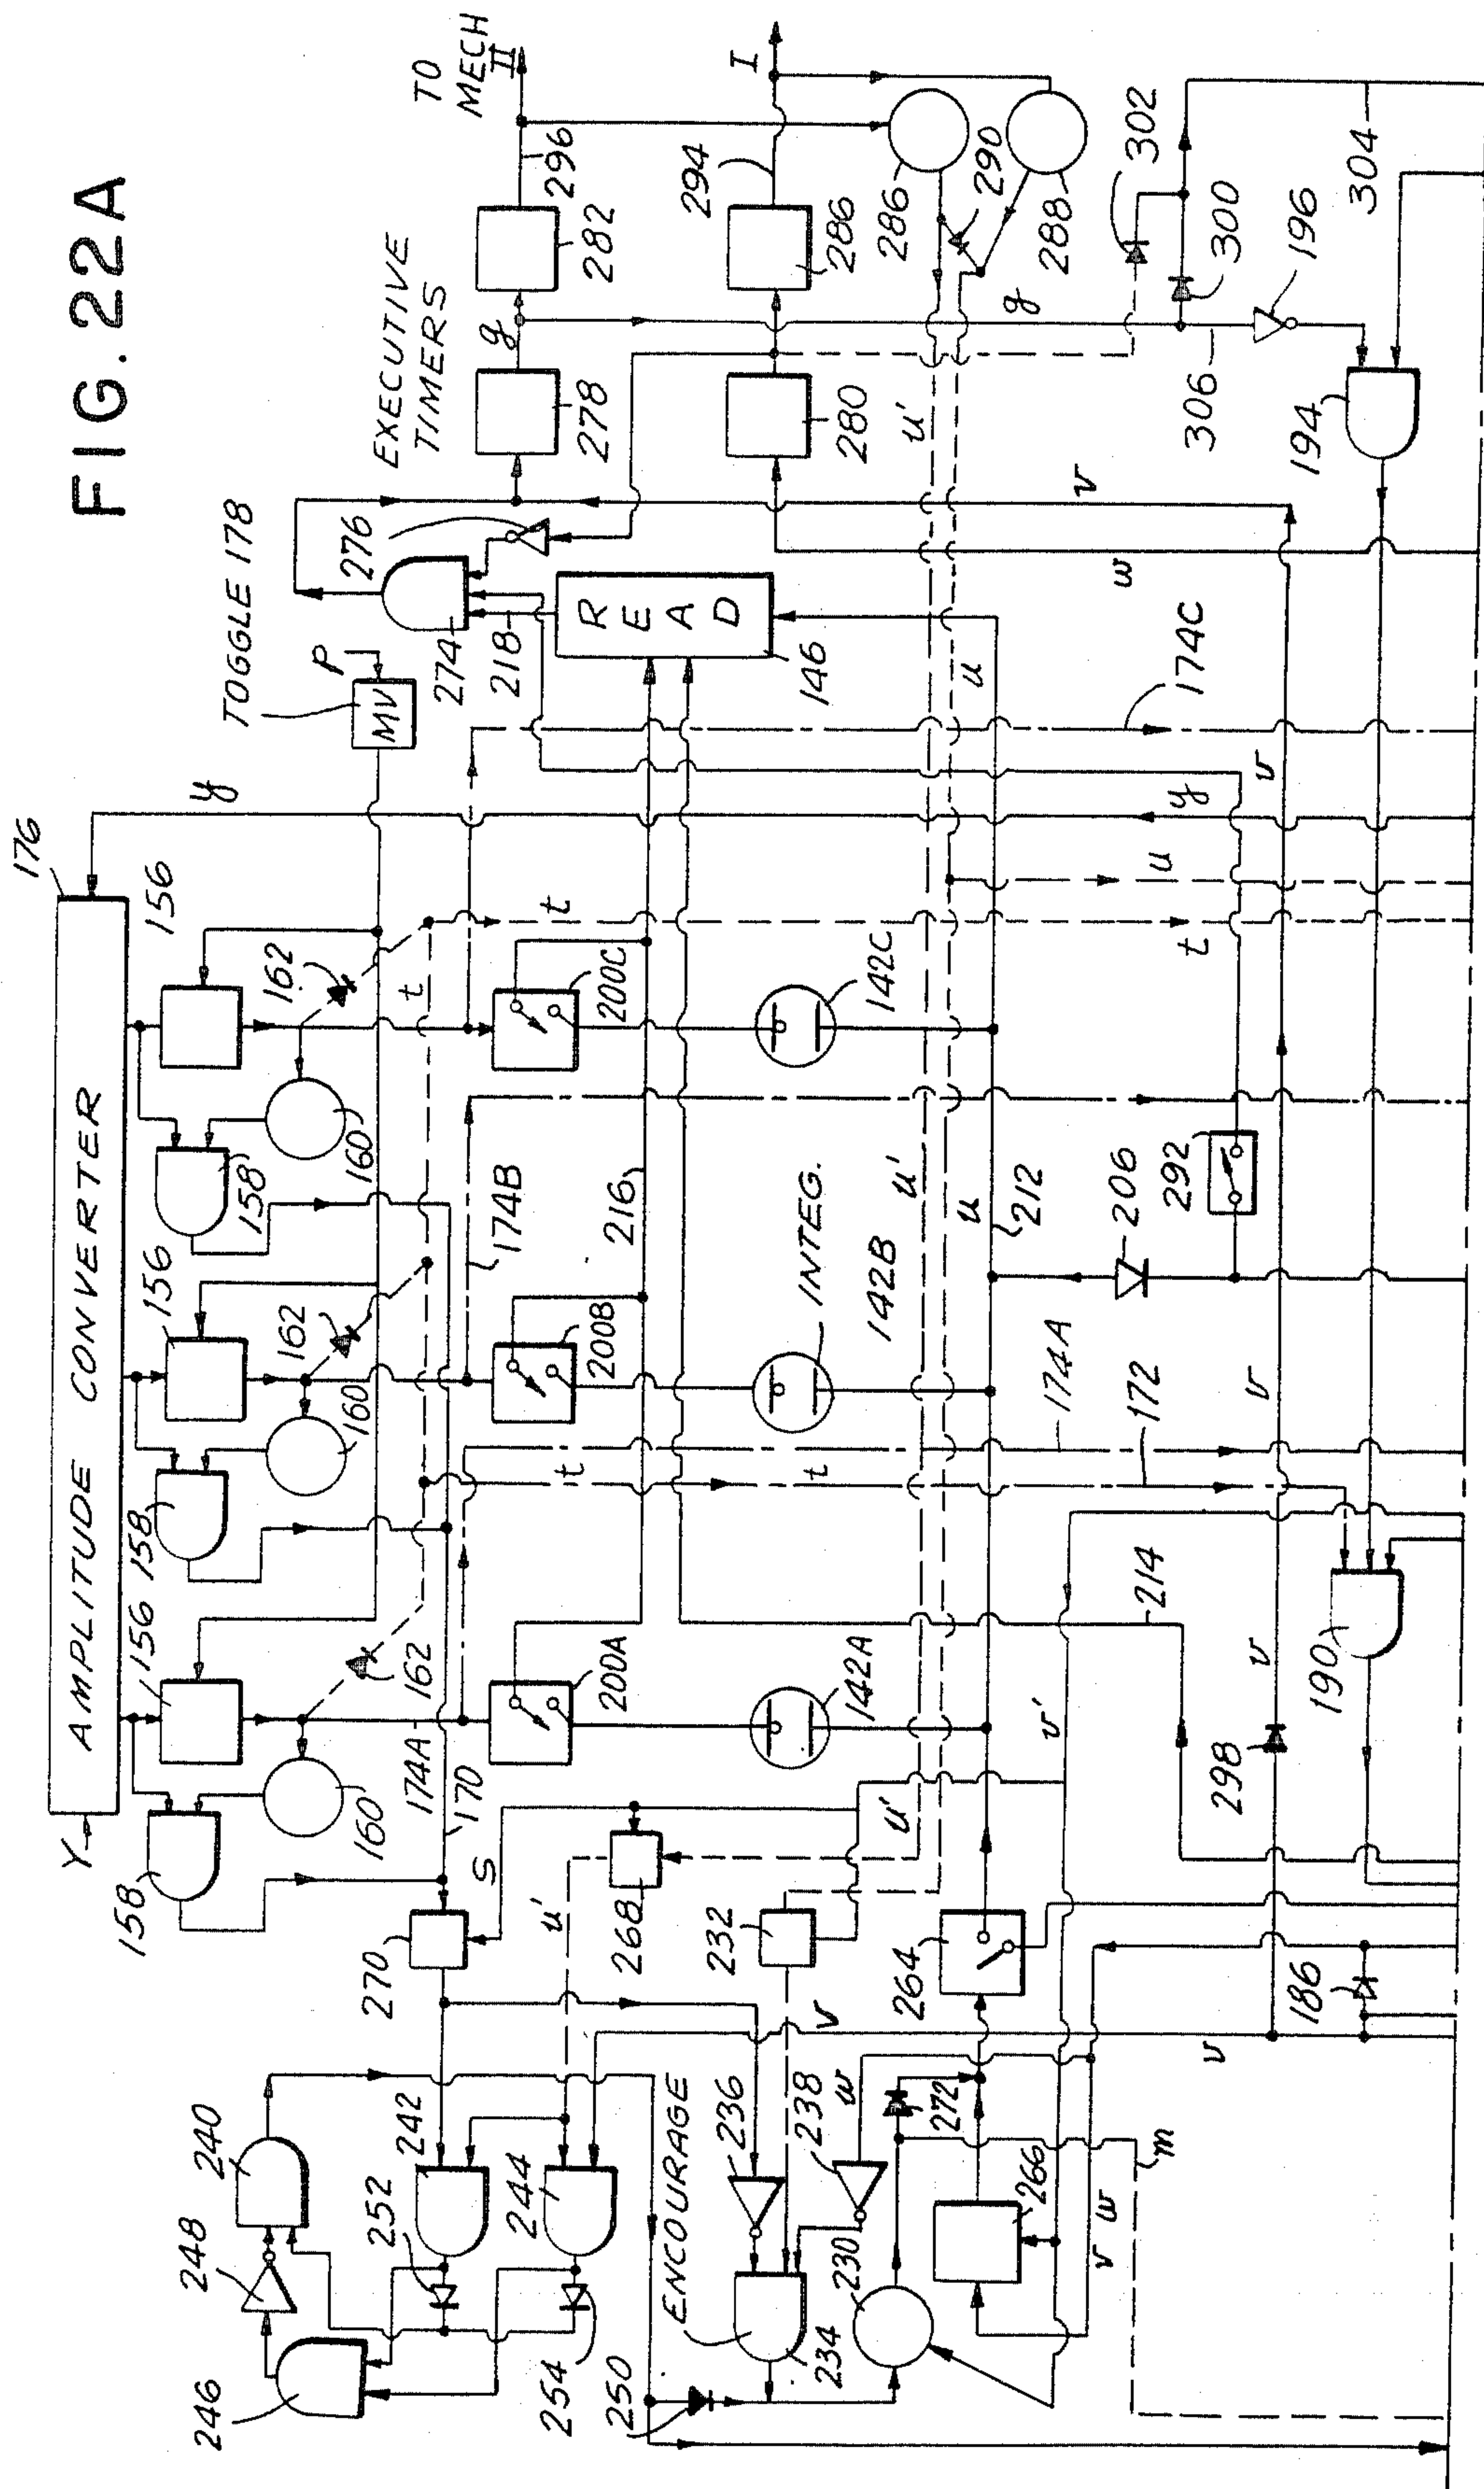 FIG. 22A
176
AMPLITUDE CONVERTER
Y
y
TOGGLE 178
MV
P
EXECUTIVE
TIMERS
TO
MECH
II
I
156
156
156
158
158
158
160
160
160
162
162
162
t
t
t
t
t
174A
170
S
174B
174C
174A
172
200A
200B
200C
216
142A
142B
142C
INTEG.
READ
146
218
274
276
278
280
282
286
294
296
g
g
286
288
290
302
300
304
306
196
194
190
u'
u'
u'
u'
u
u
u
212
206
292
214
298
186
v
v
v
v
v
v
v
v'
w
w
w
y
m
270
268
232
264
266
272
230
234
236
238
240
242
244
246
248
250
252
254
ENCOURAGE